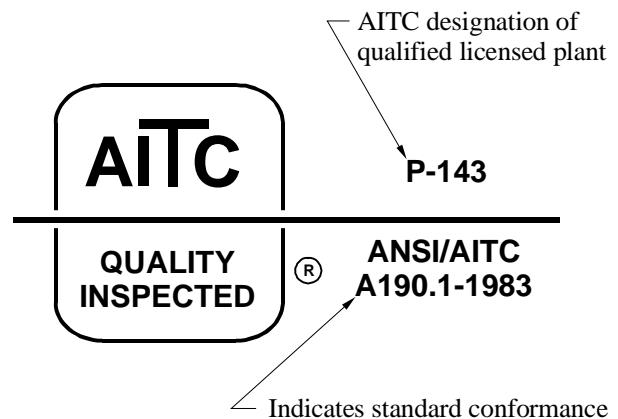 AITC designation of
qualified licensed plant
AITC
P-143
QUALITY
INSPECTED
®
ANSI/AITC
A190.1-1983
Indicates standard conformance